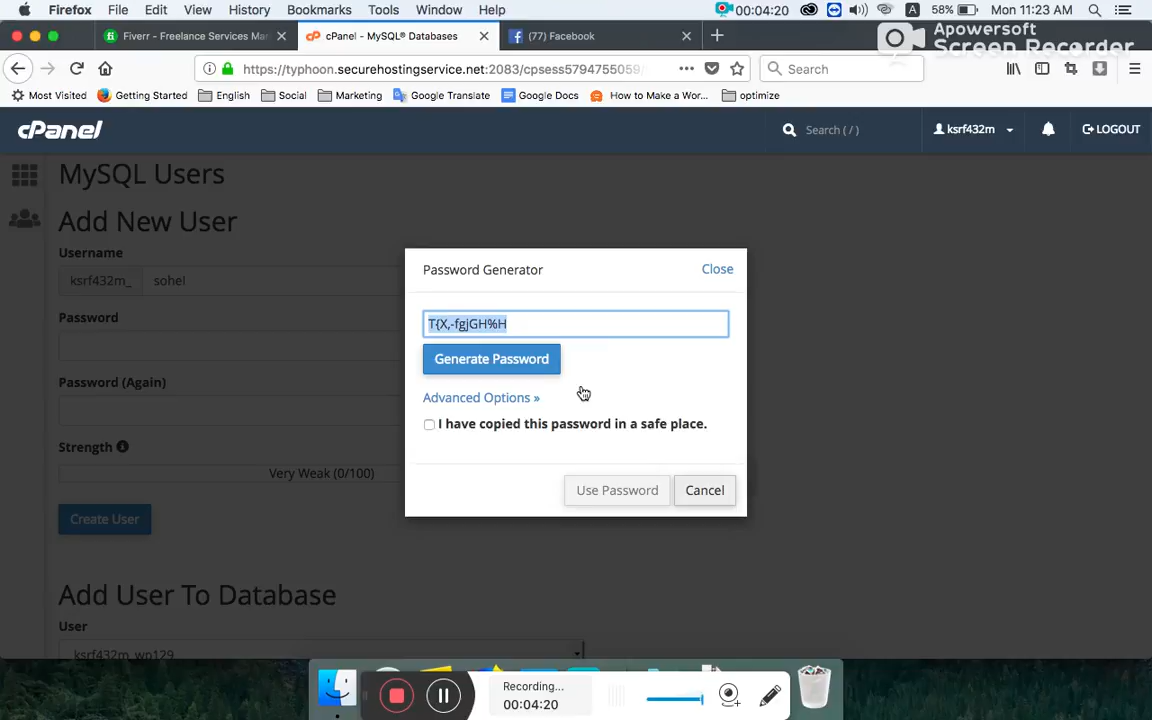 Firefox File Edit View History Bookmarks Tools Window Help 00:04:20 A 58% Mon 11:23 AM
Fiverr - Freelance Services Mar cPanel - MySQL® Databases (77) Facebook
Apowersoft
Screen Recorder
https://typhoon.securehostingservice.net:2083/cpsess5794755059/ Search
Most Visited Getting Started English Social Marketing Google Translate Google Docs How to Make a Wor... optimize
cPanel Search ( / ) ksrf432m LOGOUT
MySQL Users
Add New User
Username
ksrf432m_ sohel
Password
Password (Again)
Strength
Very Weak (0/100)
Create User
Add User To Database
User
ksrf432m_wp129
Password Generator Close
T{X,-fgjGH%H
Generate Password
Advanced Options »
I have copied this password in a safe place.
Use Password Cancel
Recording...
00:04:20